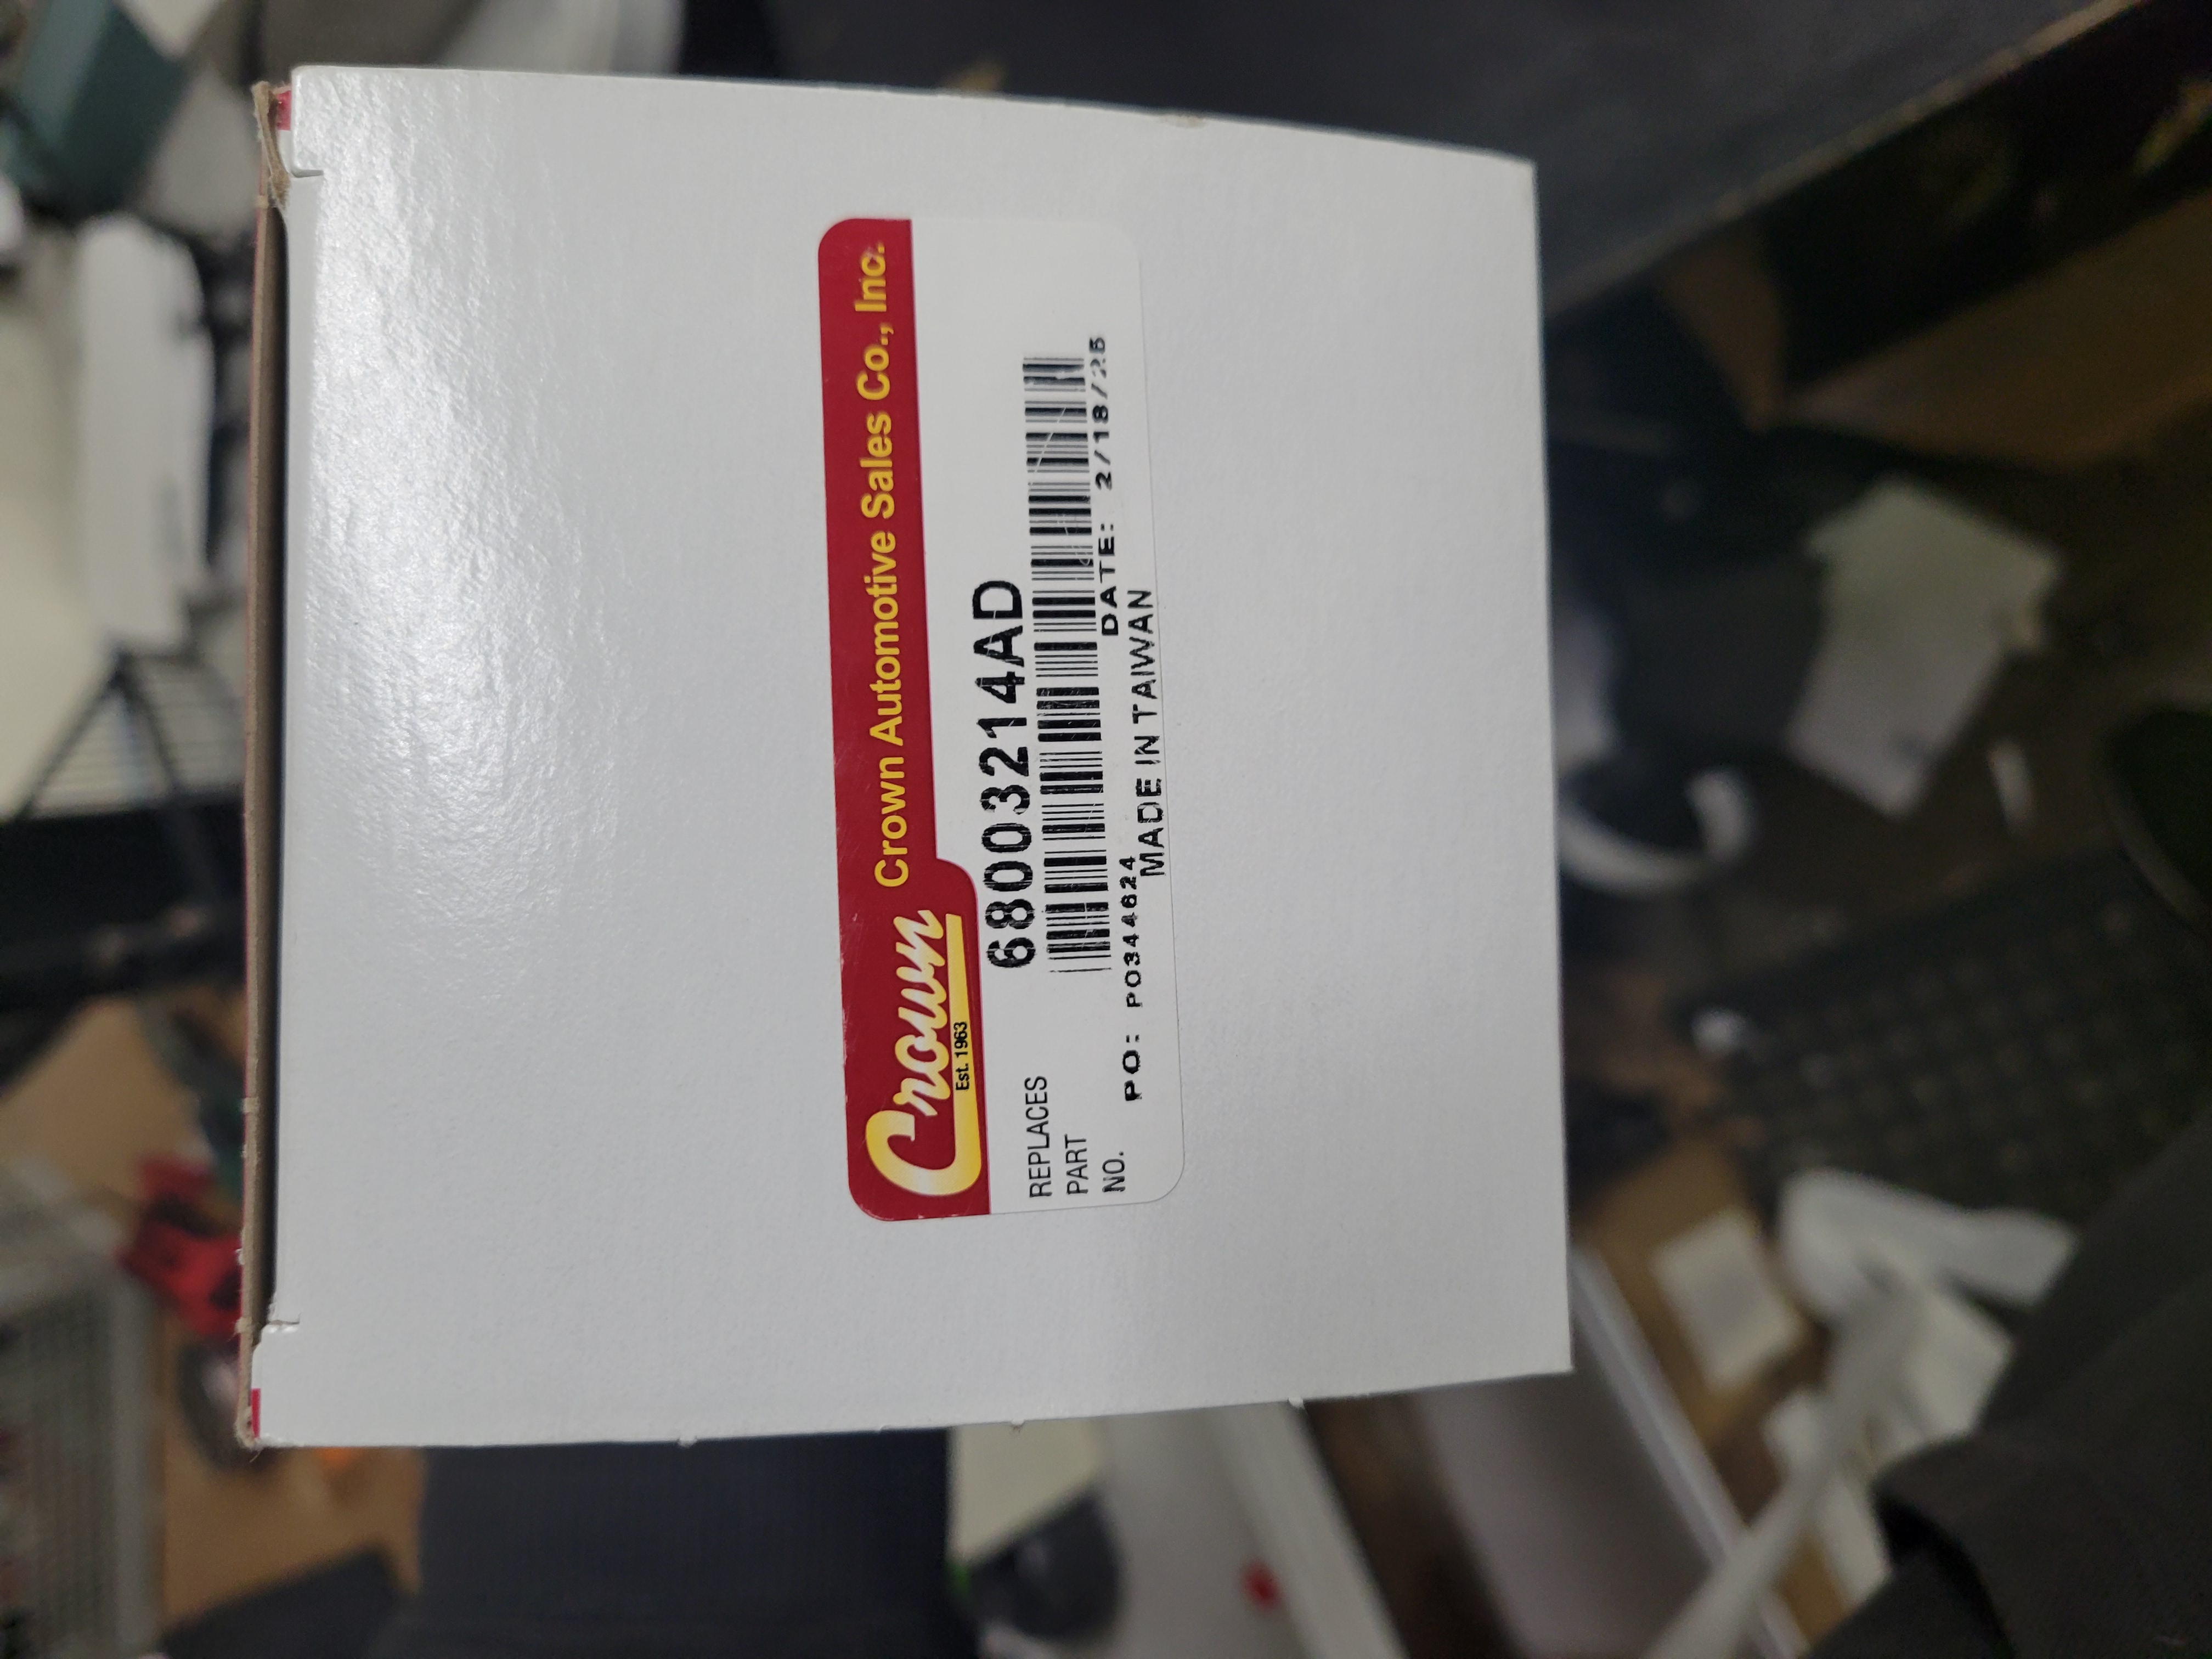 Crown Automotive Sales Co., Inc.
Crown
Est. 1963
REPLACES
PART
NO.
68003214AD
DATE: 2/18/25
PO: PO344624
MADE IN TAIWAN